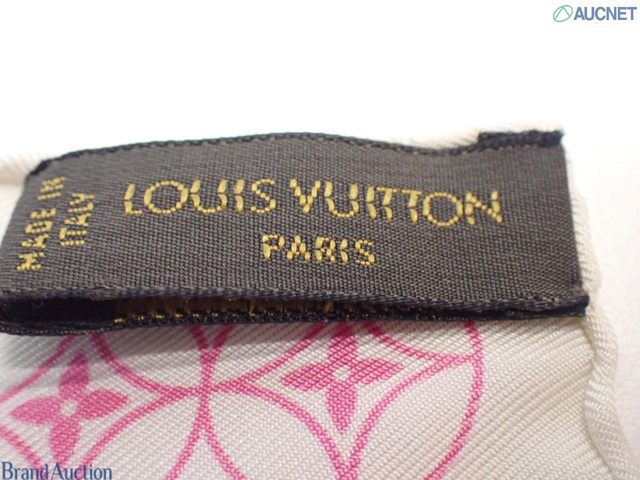 AUCNET
MADE IN
ITALY
LOUIS VUITTON
PARIS
Brand Auction